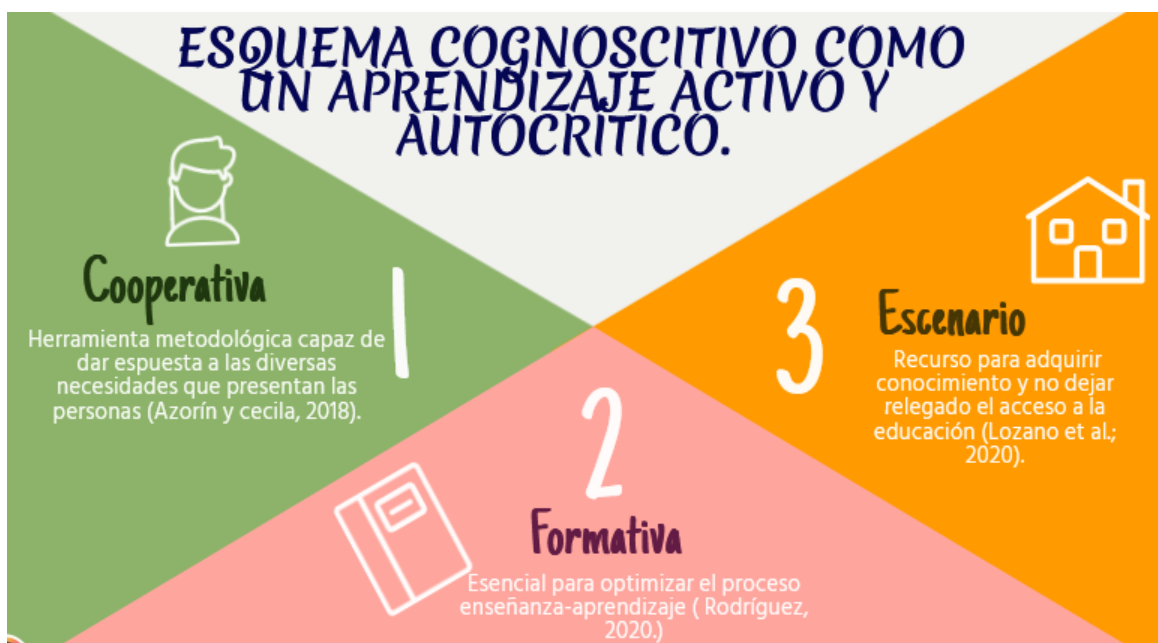 ESQUEMA COGNOSCITIVO COMO
UN APRENDIZAJE ACTIVO Y
AUTOCRÍTICO.
Cooperativa
1
Herramienta metodológica capaz de
dar espuesta a las diversas
necesidades que presentan las
personas (Azorín y cecila, 2018).
2
Formativa
Esencial para optimizar el proceso
enseñanza-aprendizaje ( Rodríguez,
2020.)
3
Escenario
Recurso para adquirir
conocimiento y no dejar
relegado el acceso a la
educación (Lozano et al.;
2020).